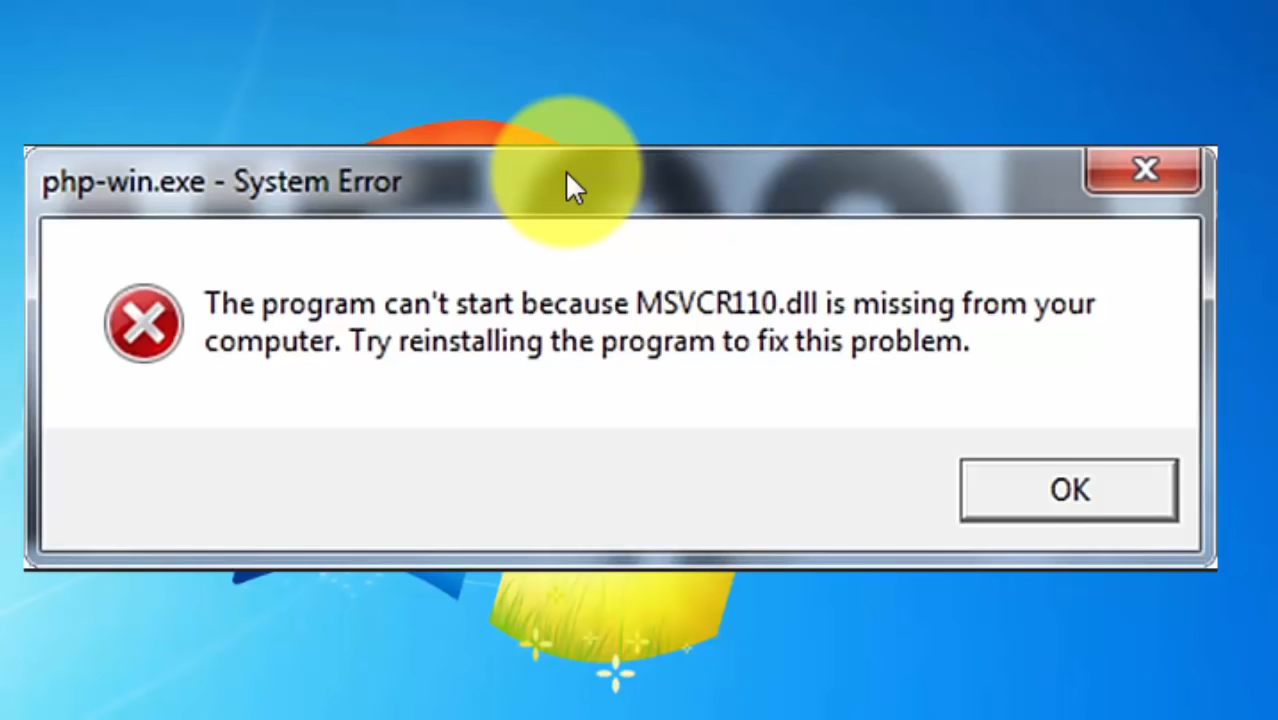 php-win.exe - System Error
The program can't start because MSVCR110.dll is missing from your
computer. Try reinstalling the program to fix this problem.
OK